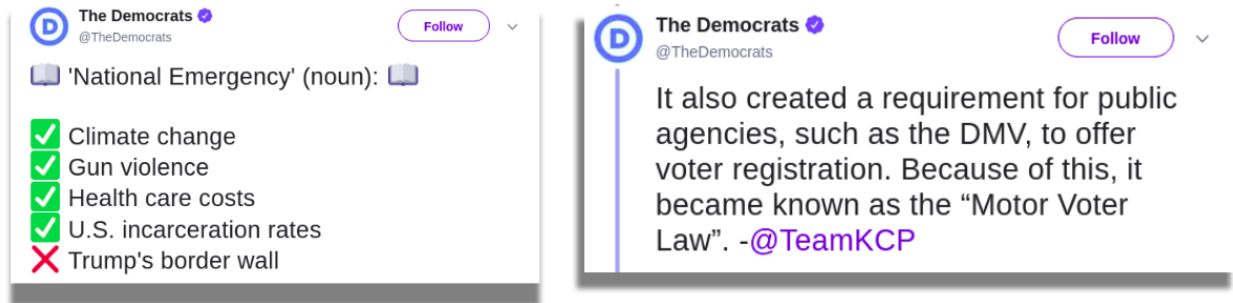 The Democrats
@TheDemocrats
Follow
📖 'National Emergency' (noun): 📖
✅ Climate change
✅ Gun violence
✅ Health care costs
✅ U.S. incarceration rates
❌ Trump's border wall
The Democrats
@TheDemocrats
Follow
It also created a requirement for public
agencies, such as the DMV, to offer
voter registration. Because of this, it
became known as the “Motor Voter
Law”. -@TeamKCP